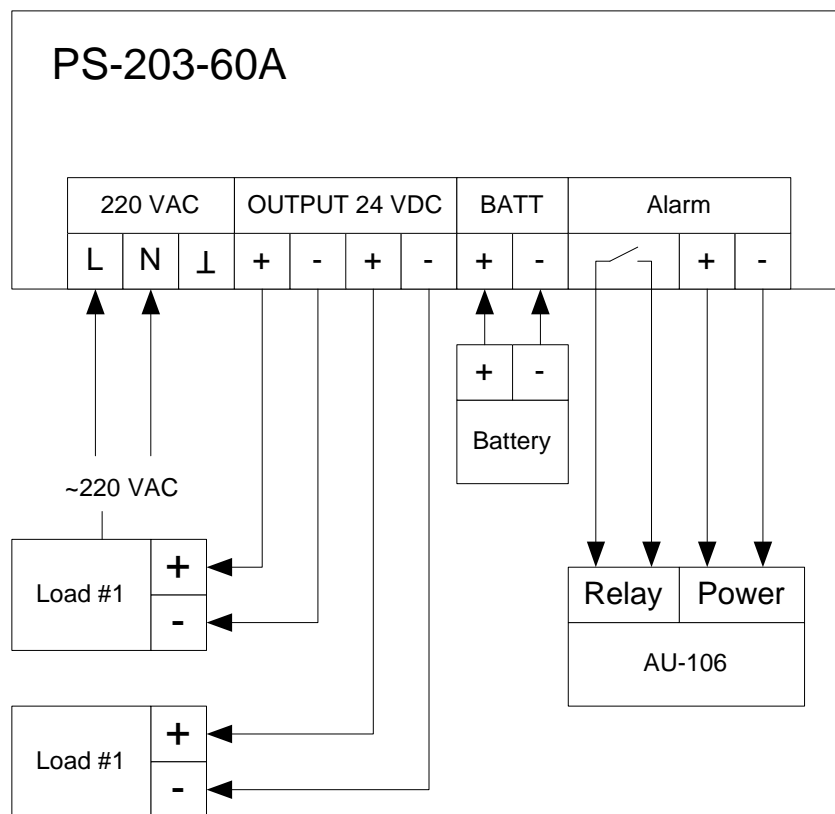 PS-203-60A
220 VAC OUTPUT 24 VDC BATT Alarm
L N ⊥ + - + - + - + -
+ -
Battery
~220 VAC
Load #1 + -
Relay Power
AU-106
Load #1 + -